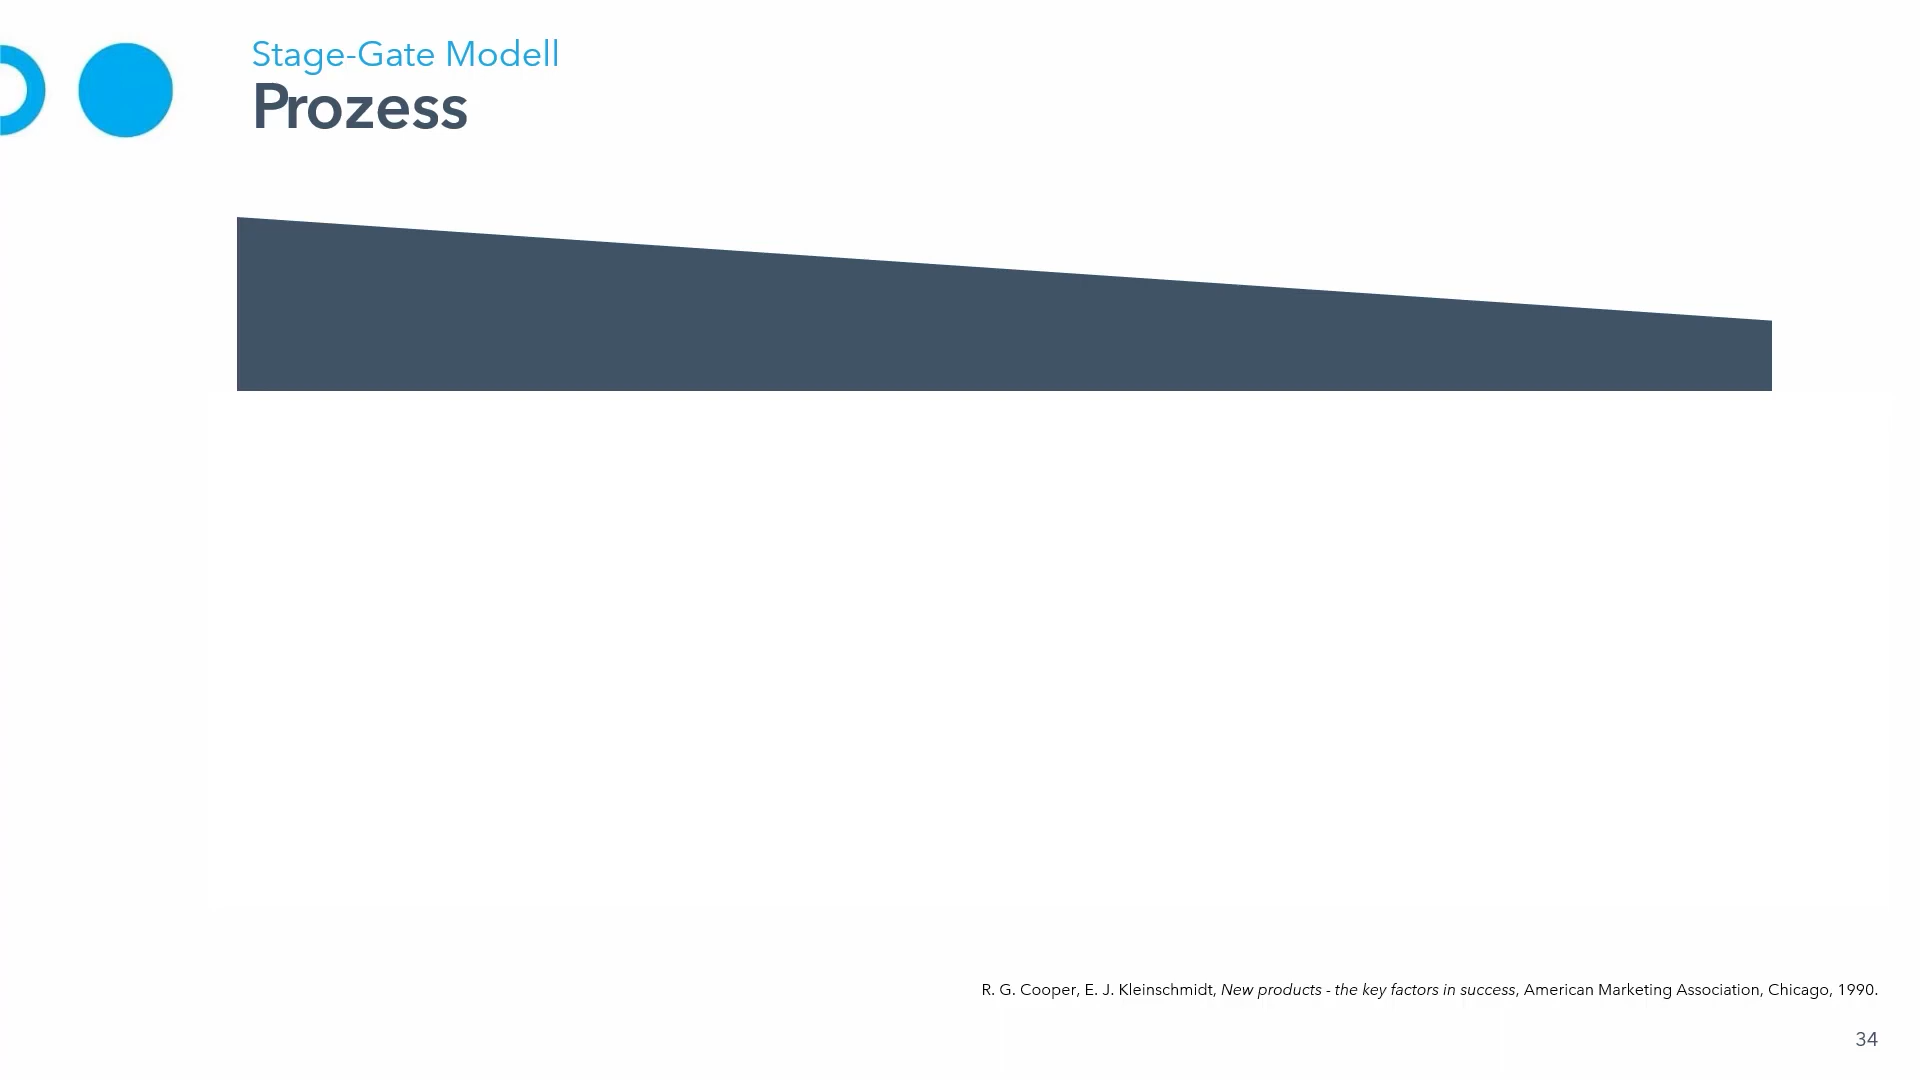 Stage-Gate Modell
Prozess
R. G. Cooper, E. J. Kleinschmidt, New products - the key factors in success, American Marketing Association, Chicago, 1990.
34